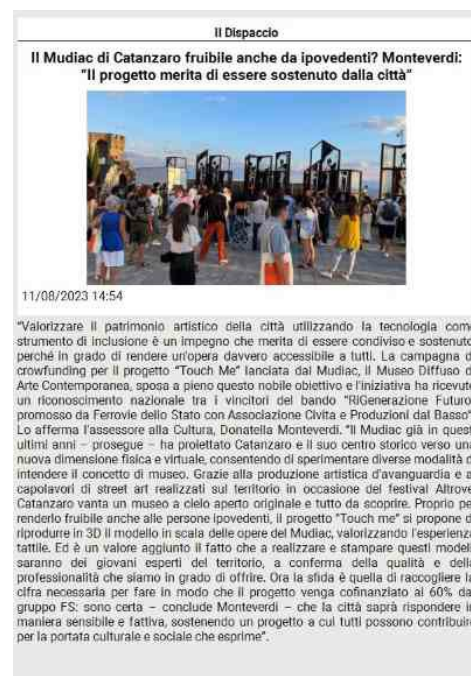 Il Dispaccio
Il Mudiac di Catanzaro fruibile anche da ipovedenti? Monteverdi:
"Il progetto merita di essere sostenuto dalla città"
11/08/2023 14:54
"Valorizzare il patrimonio artistico della città utilizzando la tecnologia come
strumento di inclusione è un impegno che merita di essere condiviso e sostenuto
perché in grado di rendere un'opera davvero accessibile a tutti. La campagna d
crowfunding per il progetto "Touch Me" lanciata dal Mudiac, il Museo Diffuso d
Arte Contemporanea, sposa a pieno questo nobile obiettivo e l'iniziativa ha ricevuto
un riconoscimento nazionale tra i vincitori del bando "RiGenerazione Futuro"
promosso da Ferrovie dello Stato con Associazione Civita e Produzioni dal Basso"
Lo afferma l'assessore alla Cultura, Donatella Monteverdi. "Il Mudiac già in quest
ultimi anni – prosegue – ha proiettato Catanzaro e il suo centro storico verso una
nuova dimensione fisica e virtuale, consentendo di sperimentare diverse modalità d
intendere il concetto di museo. Grazie alla produzione artistica d'avanguardia e a
capolavori di street art realizzati sul territorio in occasione del festival Altrove
Catanzaro vanta un museo a cielo aperto originale e tutto da scoprire. Proprio pe
renderlo fruibile anche alle persone ipovedenti, il progetto "Touch me" si propone d
riprodurre in 3D il modello in scala delle opere del Mudiac, valorizzando l'esperienza
tattile. Ed è un valore aggiunto il fatto che a realizzare e stampare questi model
saranno dei giovani esperti del territorio, a conferma della qualità e della
professionalità che siamo in grado di offrire. Ora la sfida è quella di raccogliere la
cifra necessaria per fare in modo che il progetto venga cofinanziato al 60% da
gruppo FS: sono certa – conclude Monteverdi – che la città saprà rispondere in
maniera sensibile e fattiva, sostenendo un progetto a cui tutti possono contribuire
per la portata culturale e sociale che esprime".